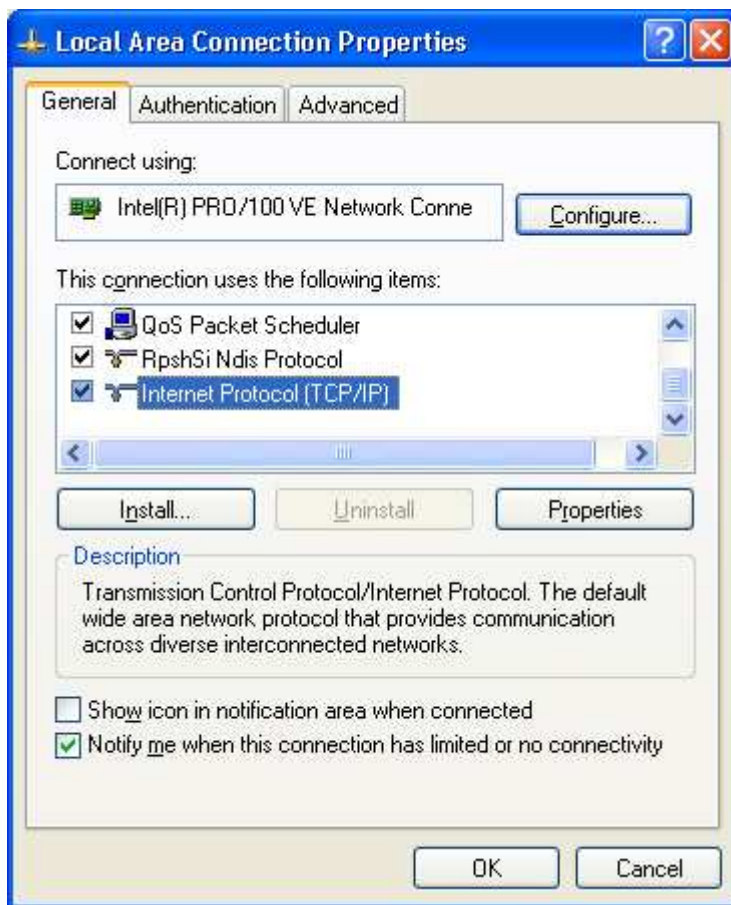 Local Area Connection Properties
General Authentication Advanced
Connect using:
Intel(R) PRO/100 VE Network Conne
Configure...
This connection uses the following items:
QoS Packet Scheduler
RpshSi Ndis Protocol
Internet Protocol (TCP/IP)
Install... Uninstall Properties
Description
Transmission Control Protocol/Internet Protocol. The default
wide area network protocol that provides communication
across diverse interconnected networks.
Show icon in notification area when connected
Notify me when this connection has limited or no connectivity
OK Cancel